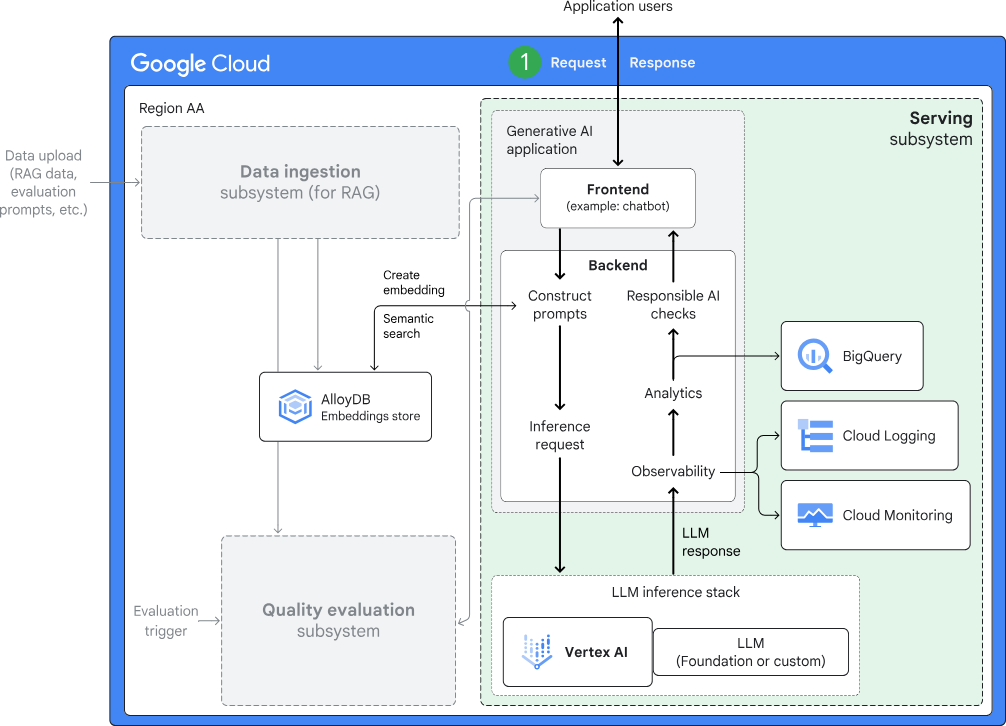 Application users
Google Cloud
1
Request
Response
Region AA
Serving
subsystem
Generative AI
application
Data upload
(RAG data,
evaluation
prompts, etc.)
Data ingestion
subsystem (for RAG)
Frontend
(example: chatbot)
Backend
Create
embedding
Semantic
search
Construct
prompts
Responsible AI
checks
BigQuery
Analytics
AlloyDB
Embeddings store
Inference
request
Cloud Logging
Observability
Cloud Monitoring
LLM
response
LLM inference stack
Evaluation
trigger
Quality evaluation
subsystem
Vertex AI
LLM
(Foundation or custom)